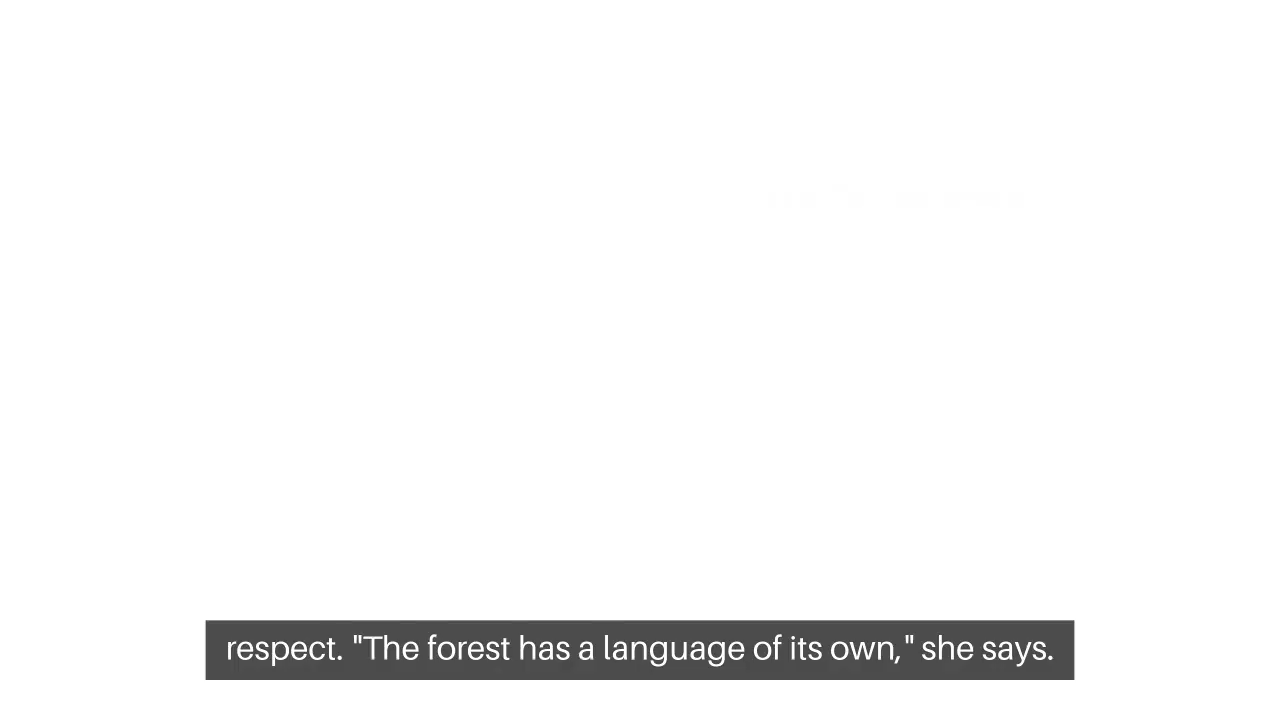 respect. "The forest has a language of its own," she says.